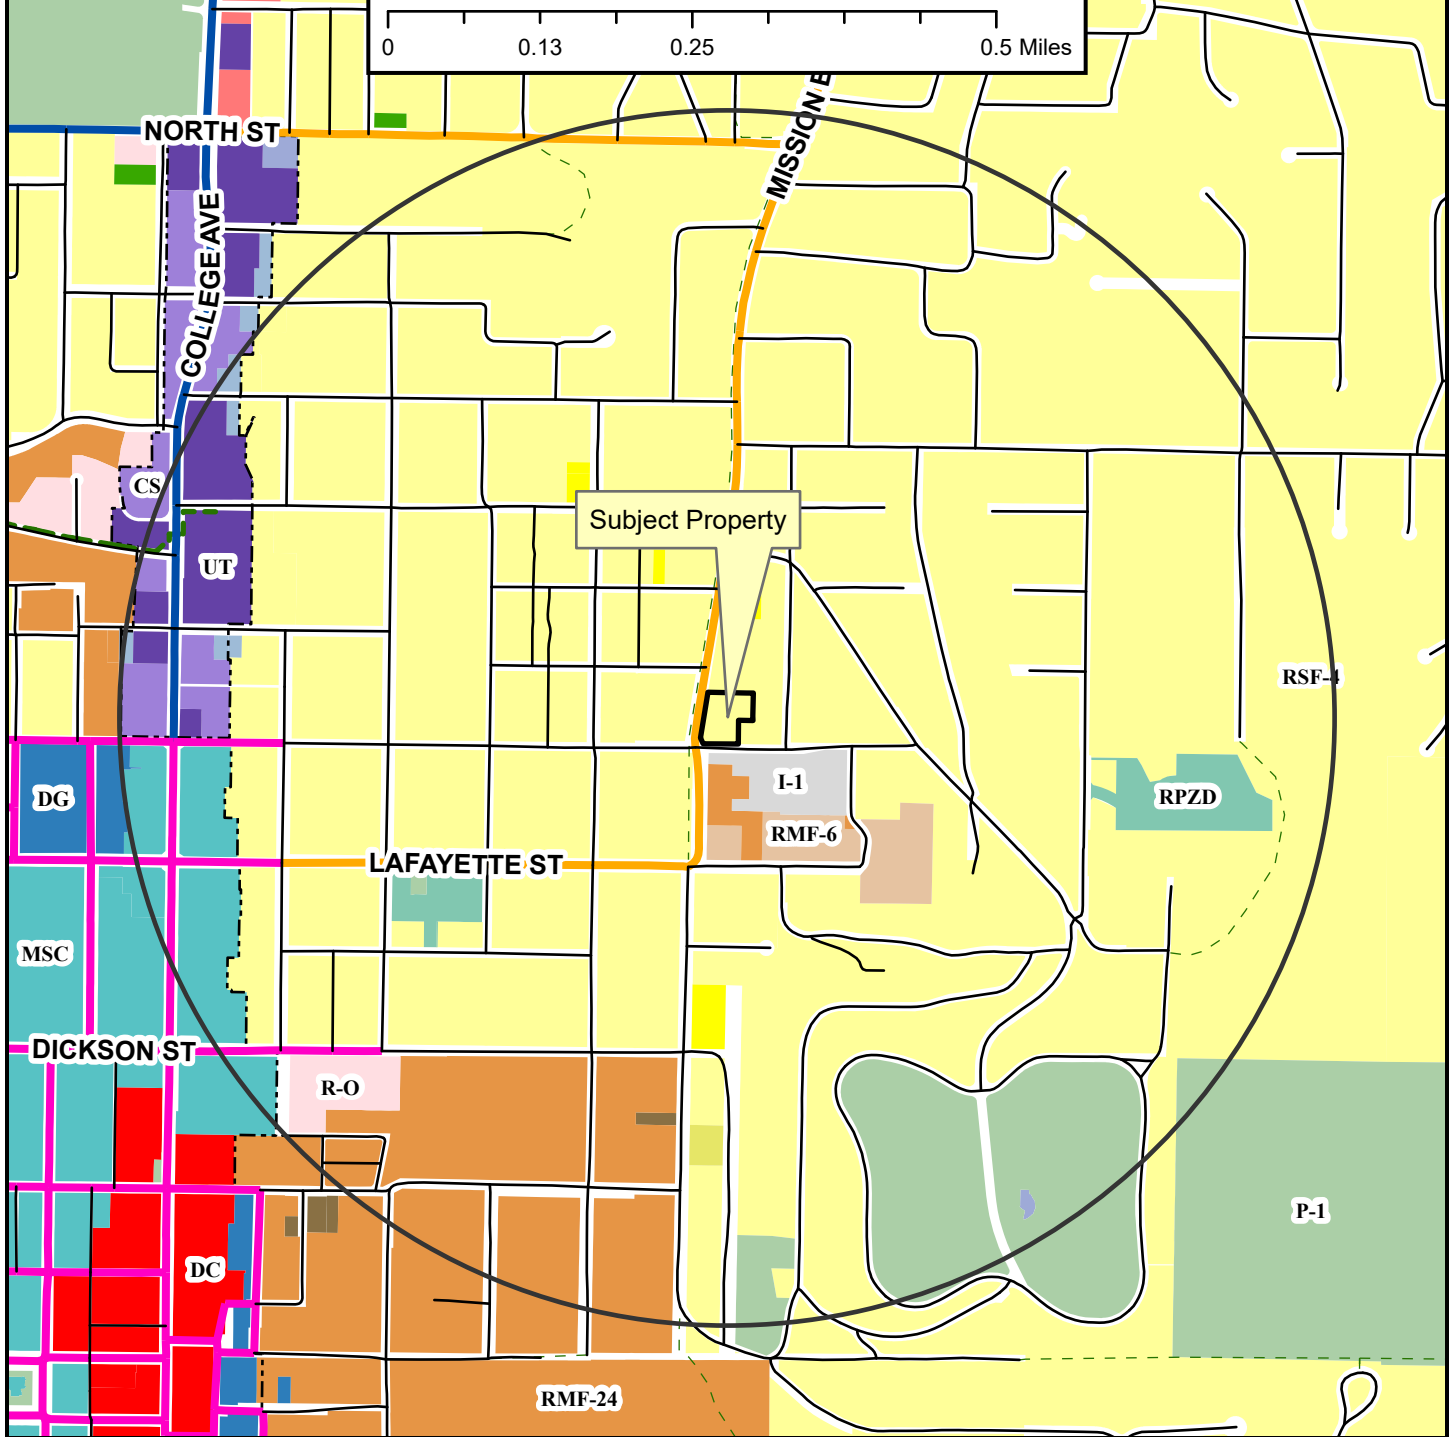 0 0.13 0.25 0.5 Miles
NORTH ST
MISSION B
COLLEGE AVE
CS
Subject Property
UT
RSF-4
I-1
DG
RPZD
RMF-6
LAFAYETTE ST
MSC
DICKSON ST
R-O
P-1
DC
RMF-24